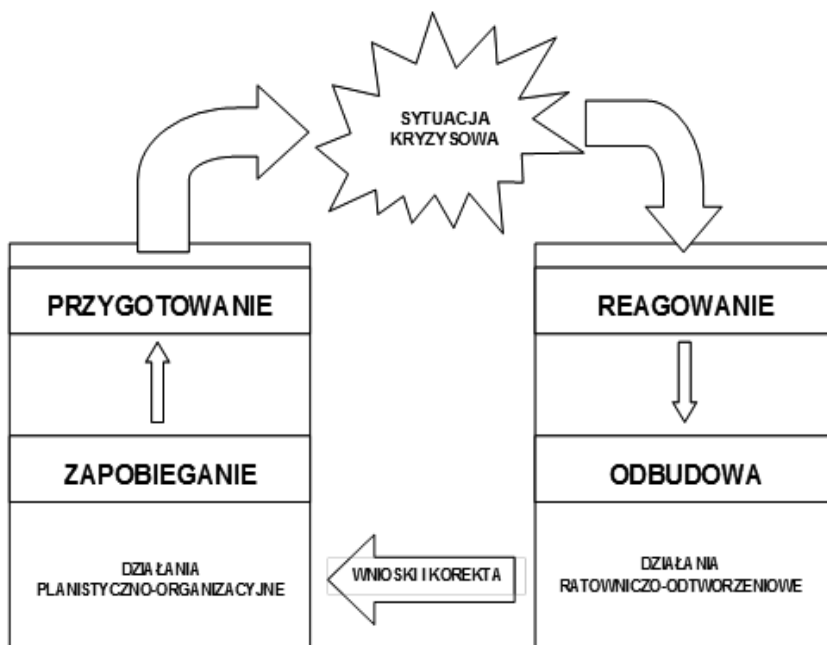 SYTUACJA
KRYZYSOWA
PRZYGOTOWANIE
REAGOWANIE
ZAPOBIEGANIE
ODBUDOWA
DZIAŁANIA
PLANISTYCZNO-ORGANIZACYJNE
WNIOSKI I KOREKTA
DZIAŁANIA
RATOWNICZO-ODTWORZENIOWE